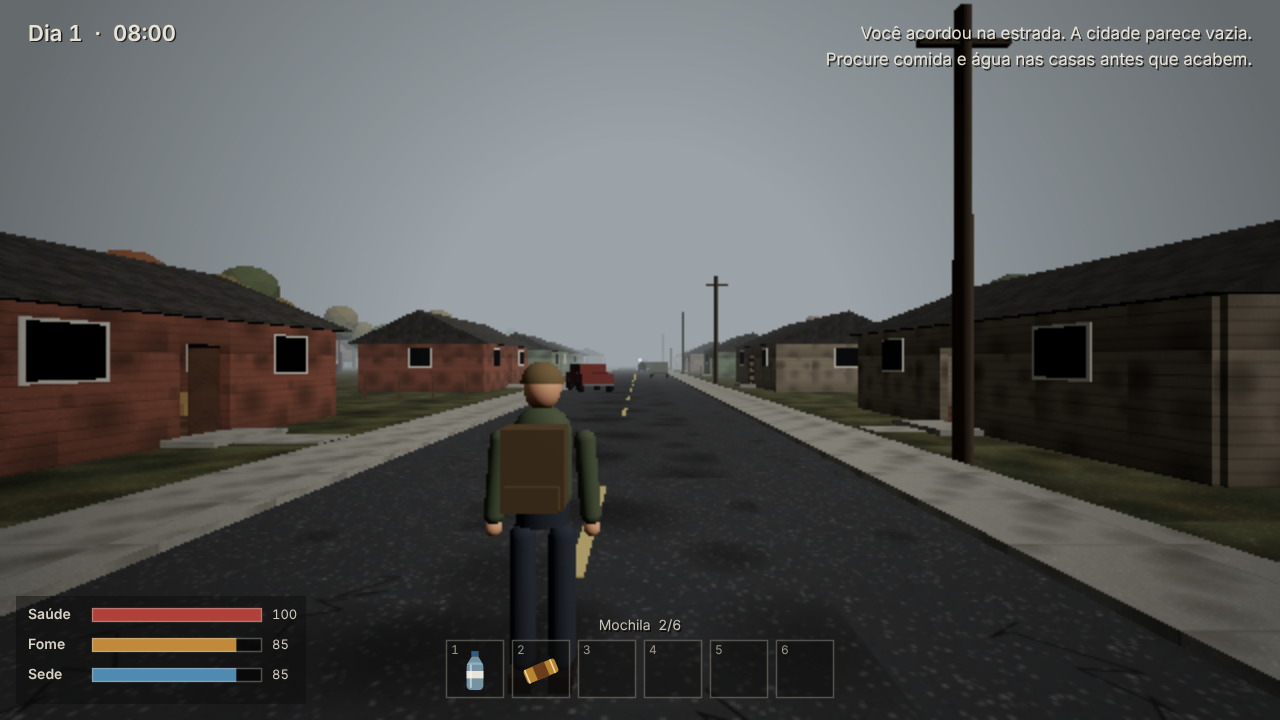 Dia 1 · 08:00
Você acordou na estrada. A cidade parece vazia.
Procure comida e água nas casas antes que acabem.
Saúde 100
Fome 85
Sede 85
Mochila 2/6
1 2 3 4 5 6